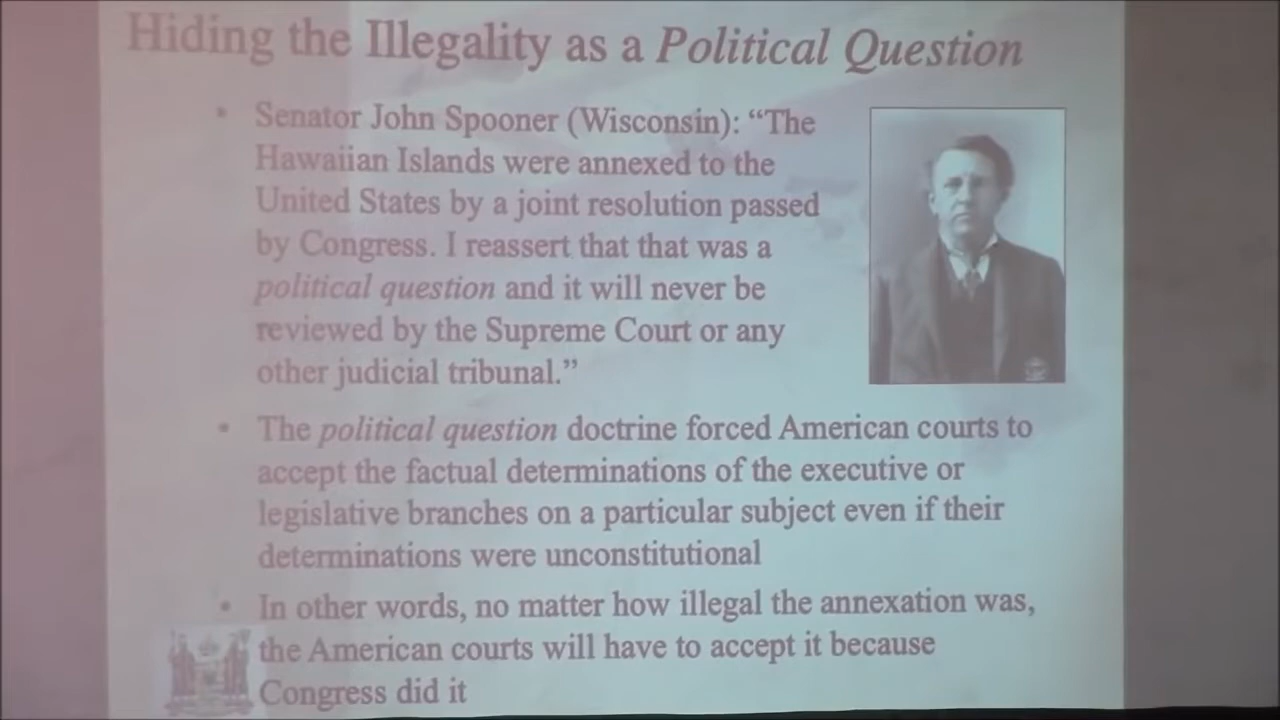 Hiding the Illegality as a Political Question
• Senator John Spooner (Wisconsin): “The
Hawaiian Islands were annexed to the
United States by a joint resolution passed
by Congress. I reassert that that was a
political question and it will never be
reviewed by the Supreme Court or any
other judicial tribunal.”
• The political question doctrine forced American courts to
accept the factual determinations of the executive or
legislative branches on a particular subject even if their
determinations were unconstitutional
• In other words, no matter how illegal the annexation was,
the American courts will have to accept it because
Congress did it